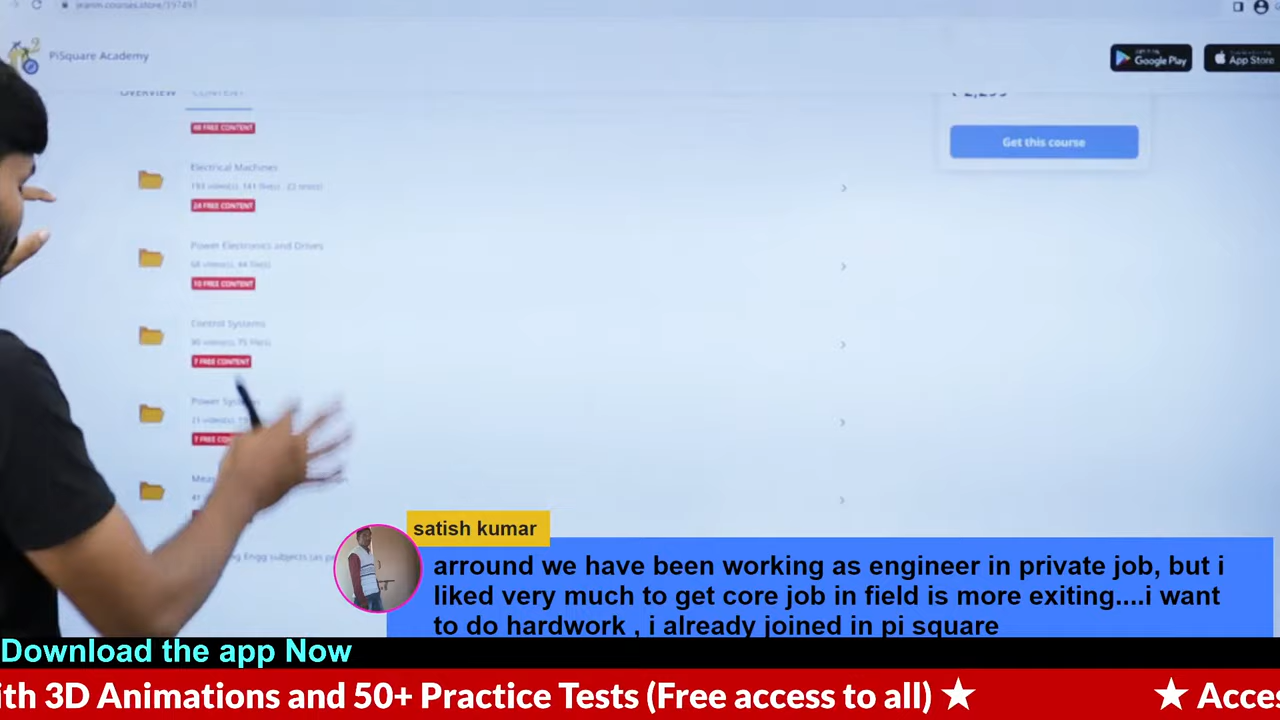 PiSquare Academy
Google Play
App Store
OVERVIEW CONTENT
48 FREE CONTENT
Get this course
Electrical Machines
24 FREE CONTENT
Power Electronics and Drives
10 FREE CONTENT
Control Systems
7 FREE CONTENT
Power
7 FREE
satish kumar
arround we have been working as engineer in private job, but i
liked very much to get core job in field is more exiting....i want
to do hardwork , i already joined in pi square
Download the app Now
3D Animations and 50+ Practice Tests (Free access to all) ★ ★